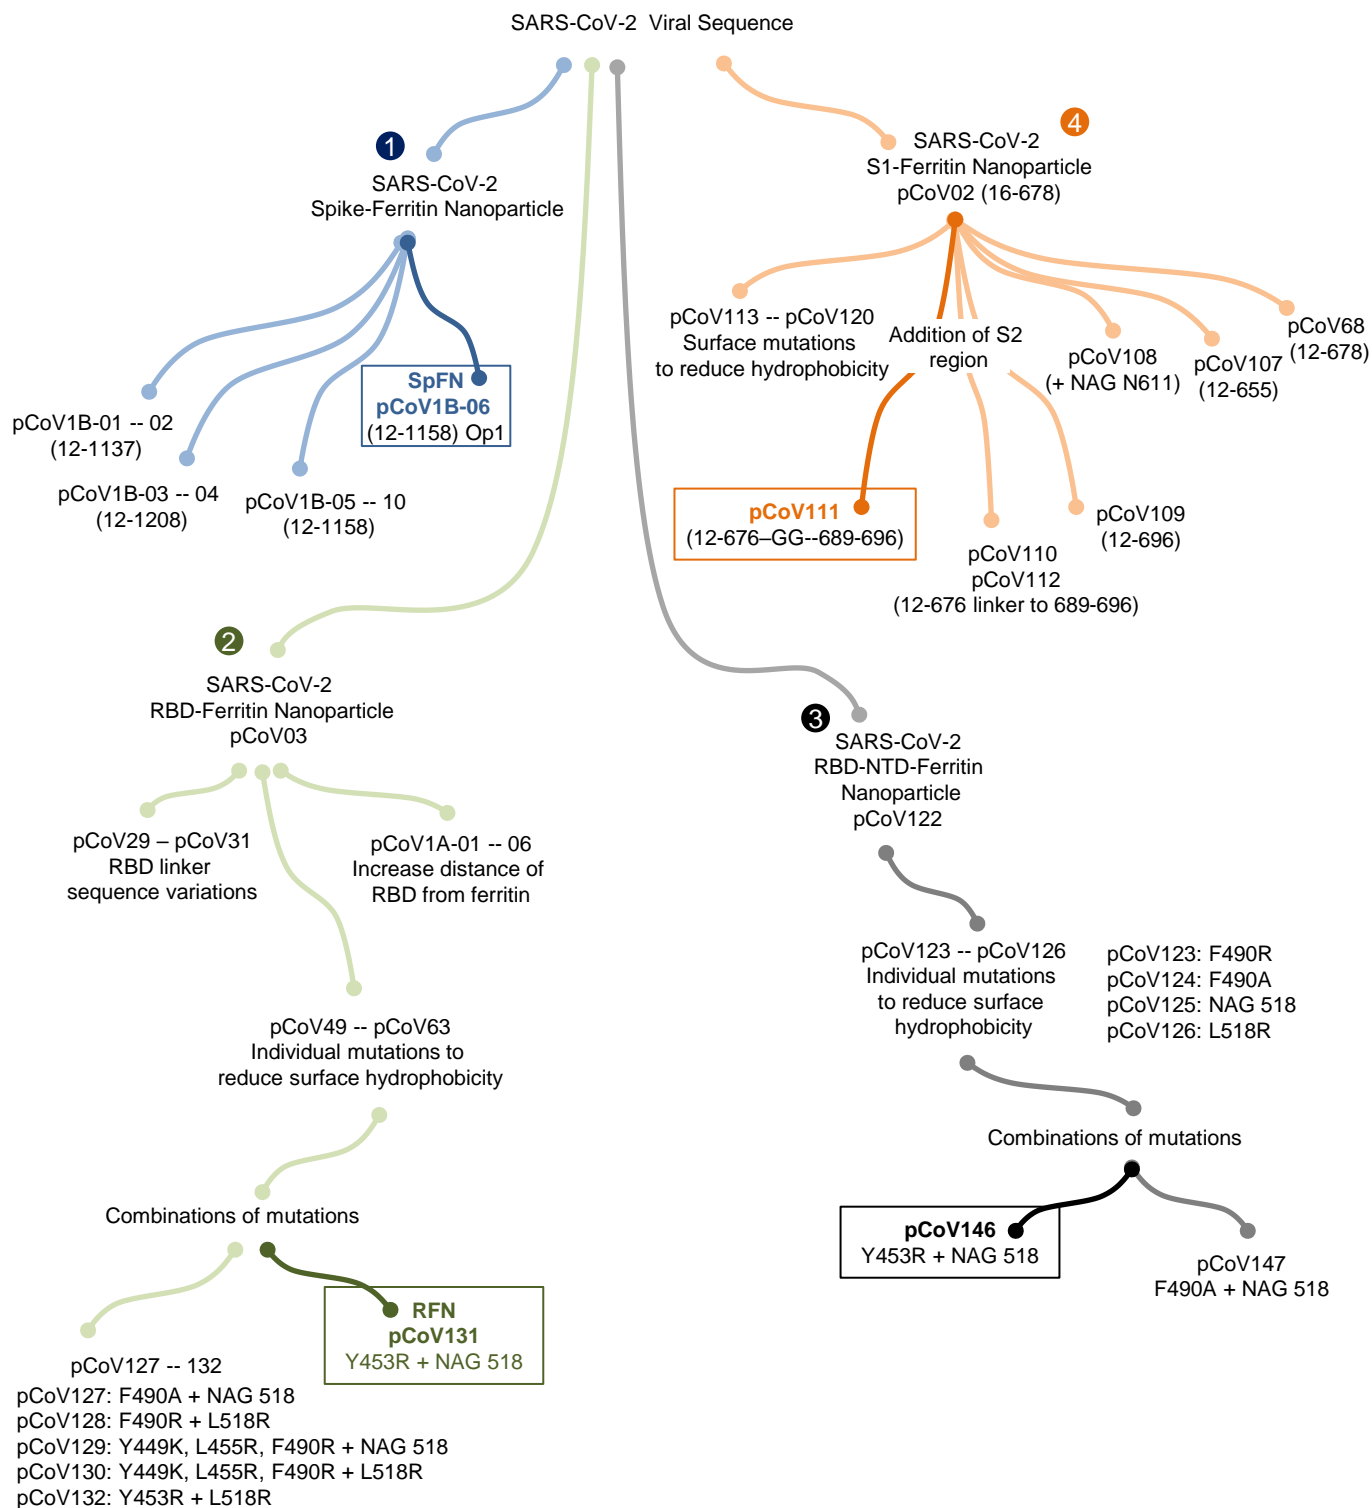 SARS-CoV-2  Viral Sequence
1
SARS-CoV-2
Spike-Ferritin Nanoparticle
SpFN
pCoV1B-06
(12-1158) Op1
pCoV1B-01 -- 02
(12-1137)
pCoV1B-03 -- 04
(12-1208)
pCoV1B-05 -- 10
(12-1158)
4
SARS-CoV-2
S1-Ferritin Nanoparticle
pCoV02 (16-678)
pCoV113 -- pCoV120
Surface mutations
to reduce hydrophobicity
Addition of S2
region
pCoV108
(+ NAG N611)
pCoV107
(12-655)
pCoV68
(12-678)
pCoV111
(12-676–GG--689-696)
pCoV110
pCoV112
(12-676 linker to 689-696)
pCoV109
(12-696)
2
SARS-CoV-2
RBD-Ferritin Nanoparticle
pCoV03
pCoV29 – pCoV31
RBD linker
sequence variations
pCoV1A-01 -- 06
Increase distance of
RBD from ferritin
pCoV49 -- pCoV63
Individual mutations to
reduce surface hydrophobicity
Combinations of mutations
RFN
pCoV131
Y453R + NAG 518
pCoV127 -- 132
pCoV127: F490A + NAG 518
pCoV128: F490R + L518R
pCoV129: Y449K, L455R, F490R + NAG 518
pCoV130: Y449K, L455R, F490R + L518R
pCoV132: Y453R + L518R
3
SARS-CoV-2
RBD-NTD-Ferritin
Nanoparticle
pCoV122
pCoV123 -- pCoV126
Individual mutations
to reduce surface
hydrophobicity
pCoV123: F490R
pCoV124: F490A
pCoV125: NAG 518
pCoV126: L518R
Combinations of mutations
pCoV146
Y453R + NAG 518
pCoV147
F490A + NAG 518